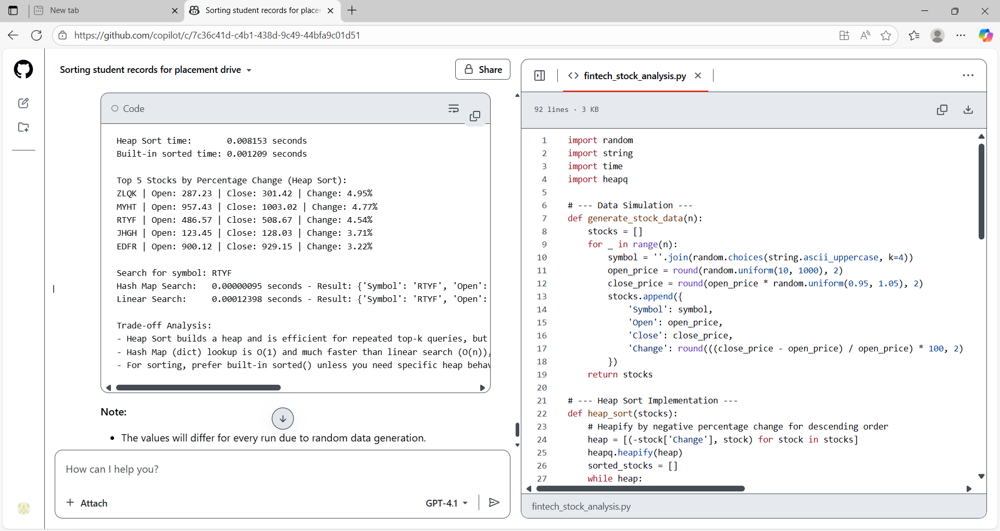 New tab
Sorting student records for placer
https://github.com/copilot/c/7c36c41d-c4b1-438d-9c49-44bfa9c01d51
Sorting student records for placement drive
Share
Code
Heap Sort time:       0.008153 seconds
Built-in sorted time: 0.001209 seconds
Top 5 Stocks by Percentage Change (Heap Sort):
ZLQK | Open: 287.23 | Close: 301.42 | Change: 4.95%
MYHT | Open: 957.43 | Close: 1003.02 | Change: 4.77%
RTYF | Open: 486.57 | Close: 508.67 | Change: 4.54%
JHGH | Open: 123.45 | Close: 128.03 | Change: 3.71%
EDFR | Open: 900.12 | Close: 929.15 | Change: 3.22%
Search for symbol: RTYF
Hash Map Search:   0.00000095 seconds - Result: {'Symbol': 'RTYF', 'Open':
Linear Search:     0.00012398 seconds - Result: {'Symbol': 'RTYF', 'Open':
Trade-off Analysis:
- Heap Sort builds a heap and is efficient for repeated top-k queries, but
- Hash Map (dict) lookup is O(1) and much faster than linear search (O(n)),
- For sorting, prefer built-in sorted() unless you need specific heap behav
Note:
• The values will differ for every run due to random data generation.
How can I help you?
Attach
GPT-4.1
fintech_stock_analysis.py
92 lines · 3 KB
1 import random
2 import string
3 import time
4 import heapq
5
6 # --- Data Simulation ---
7 def generate_stock_data(n):
8     stocks = []
9     for _ in range(n):
10         symbol = ''.join(random.choices(string.ascii_uppercase, k=4))
11         open_price = round(random.uniform(10, 1000), 2)
12         close_price = round(open_price * random.uniform(0.95, 1.05), 2)
13         stocks.append({
14             'Symbol': symbol,
15             'Open': open_price,
16             'Close': close_price,
17             'Change': round(((close_price - open_price) / open_price) * 100, 2)
18         })
19     return stocks
20
21 # --- Heap Sort Implementation ---
22 def heap_sort(stocks):
23     # Heapify by negative percentage change for descending order
24     heap = [(-stock['Change'], stock) for stock in stocks]
25     heapq.heapify(heap)
26     sorted_stocks = []
27     while heap:
fintech_stock_analysis.py